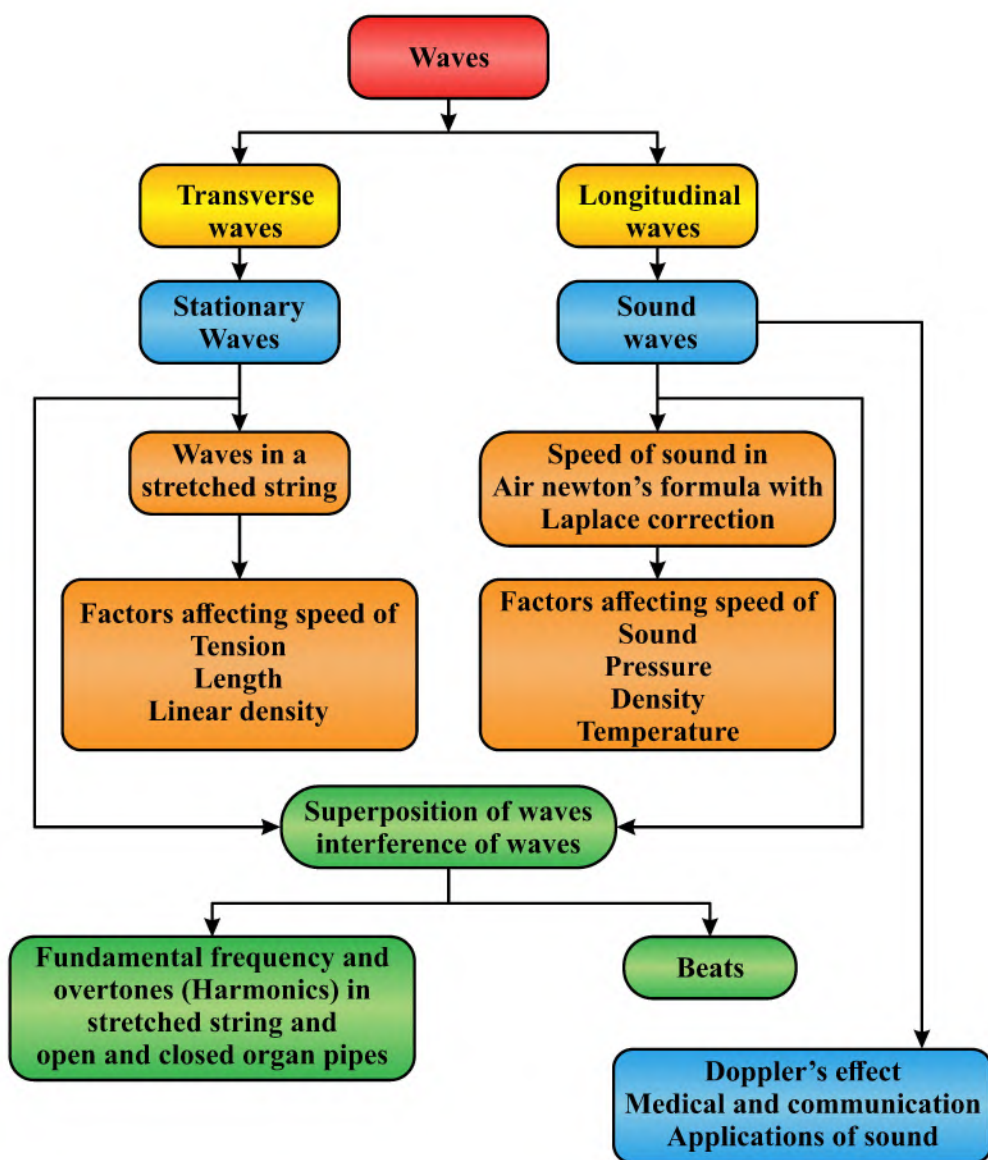 Waves
Transverse
waves
Longitudinal
waves
Stationary
Waves
Sound
waves
Waves in a
stretched string
Speed of sound in
Air newton's formula with
Laplace correction
Factors affecting speed of
Tension
Length
Linear density
Factors affecting speed of
Sound
Pressure
Density
Temperature
Superposition of waves
interference of waves
Fundamental frequency and
overtones (Harmonics) in
stretched string and
open and closed organ pipes
Beats
Doppler's effect
Medical and communication
Applications of sound